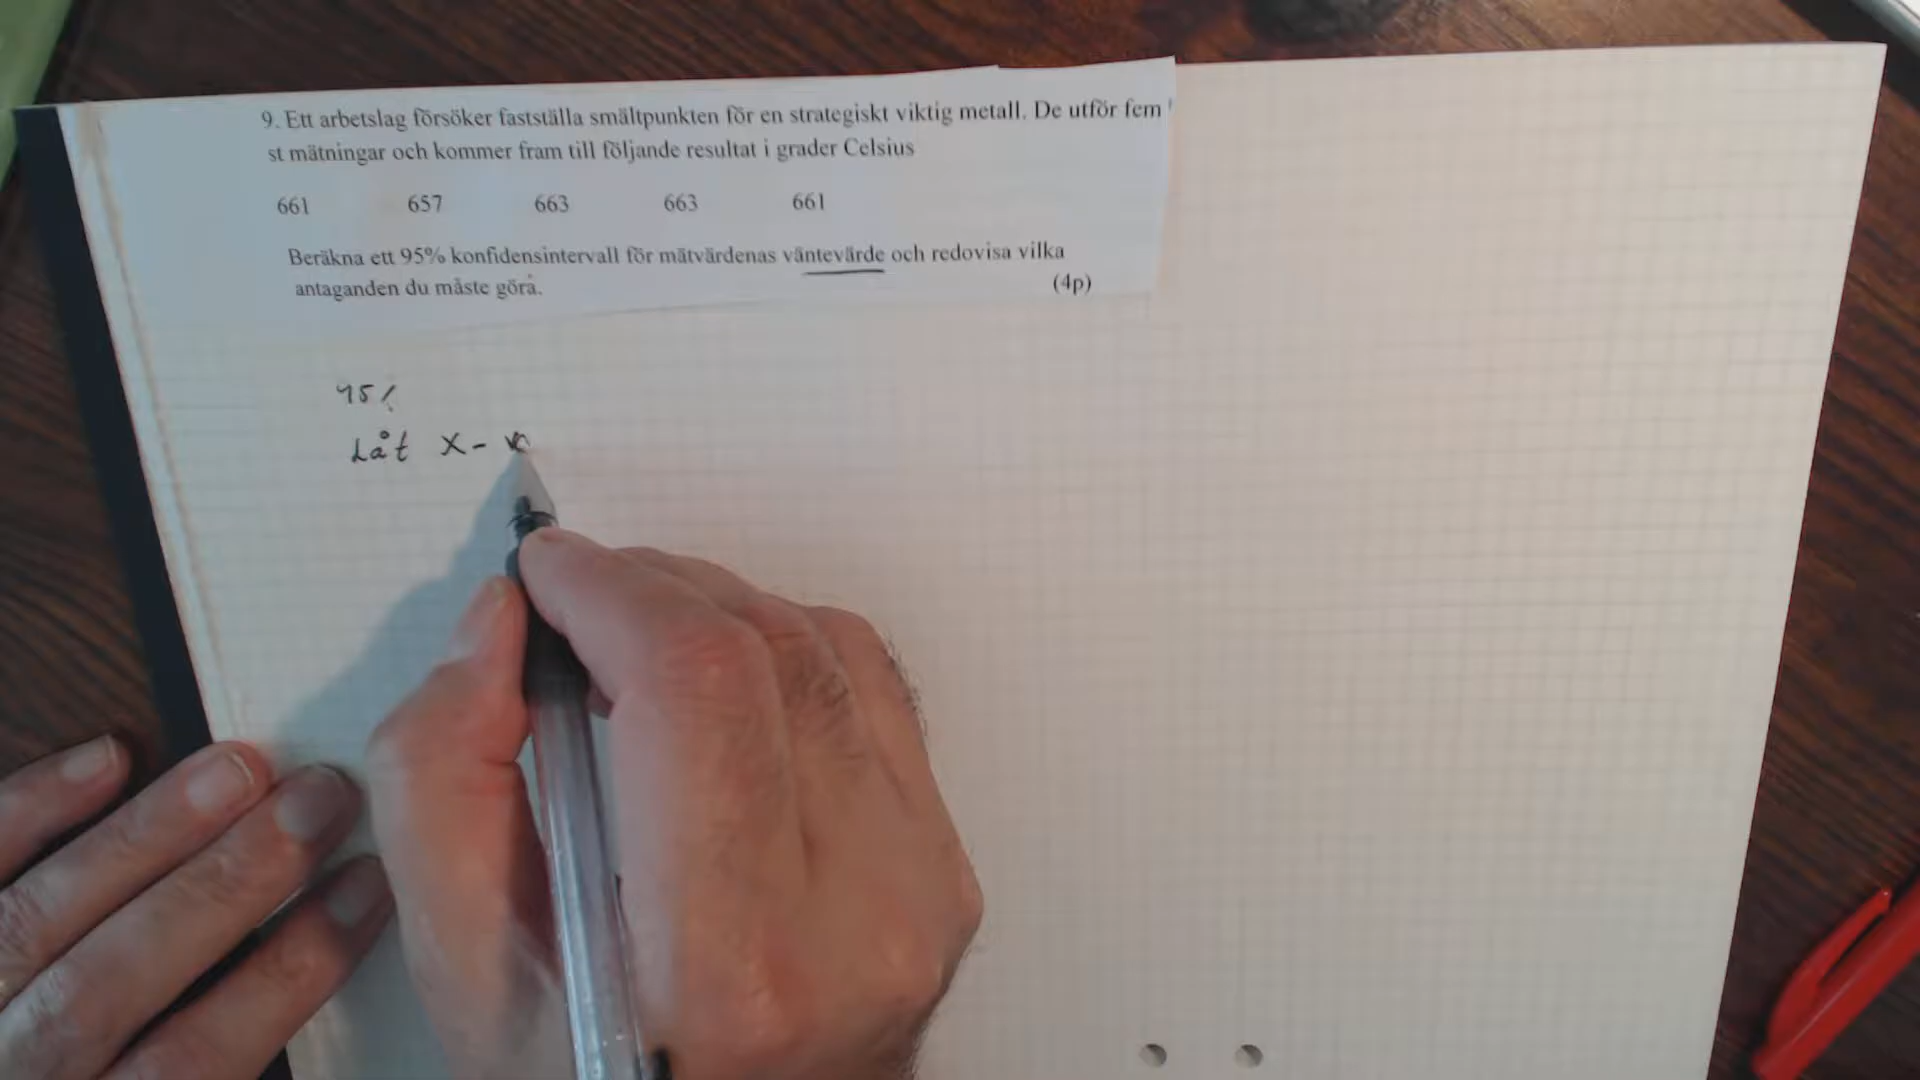 9. Ett arbetslag försöker fastställa smältpunkten för en strategiskt viktig metall. De utför fem
st mätningar och kommer fram till följande resultat i grader Celsius
661 657 663 663 661
Beräkna ett 95% konfidensintervall för mätvärdenas väntevärde och redovisa vilka
antaganden du måste göra. (4p)
Låt X -